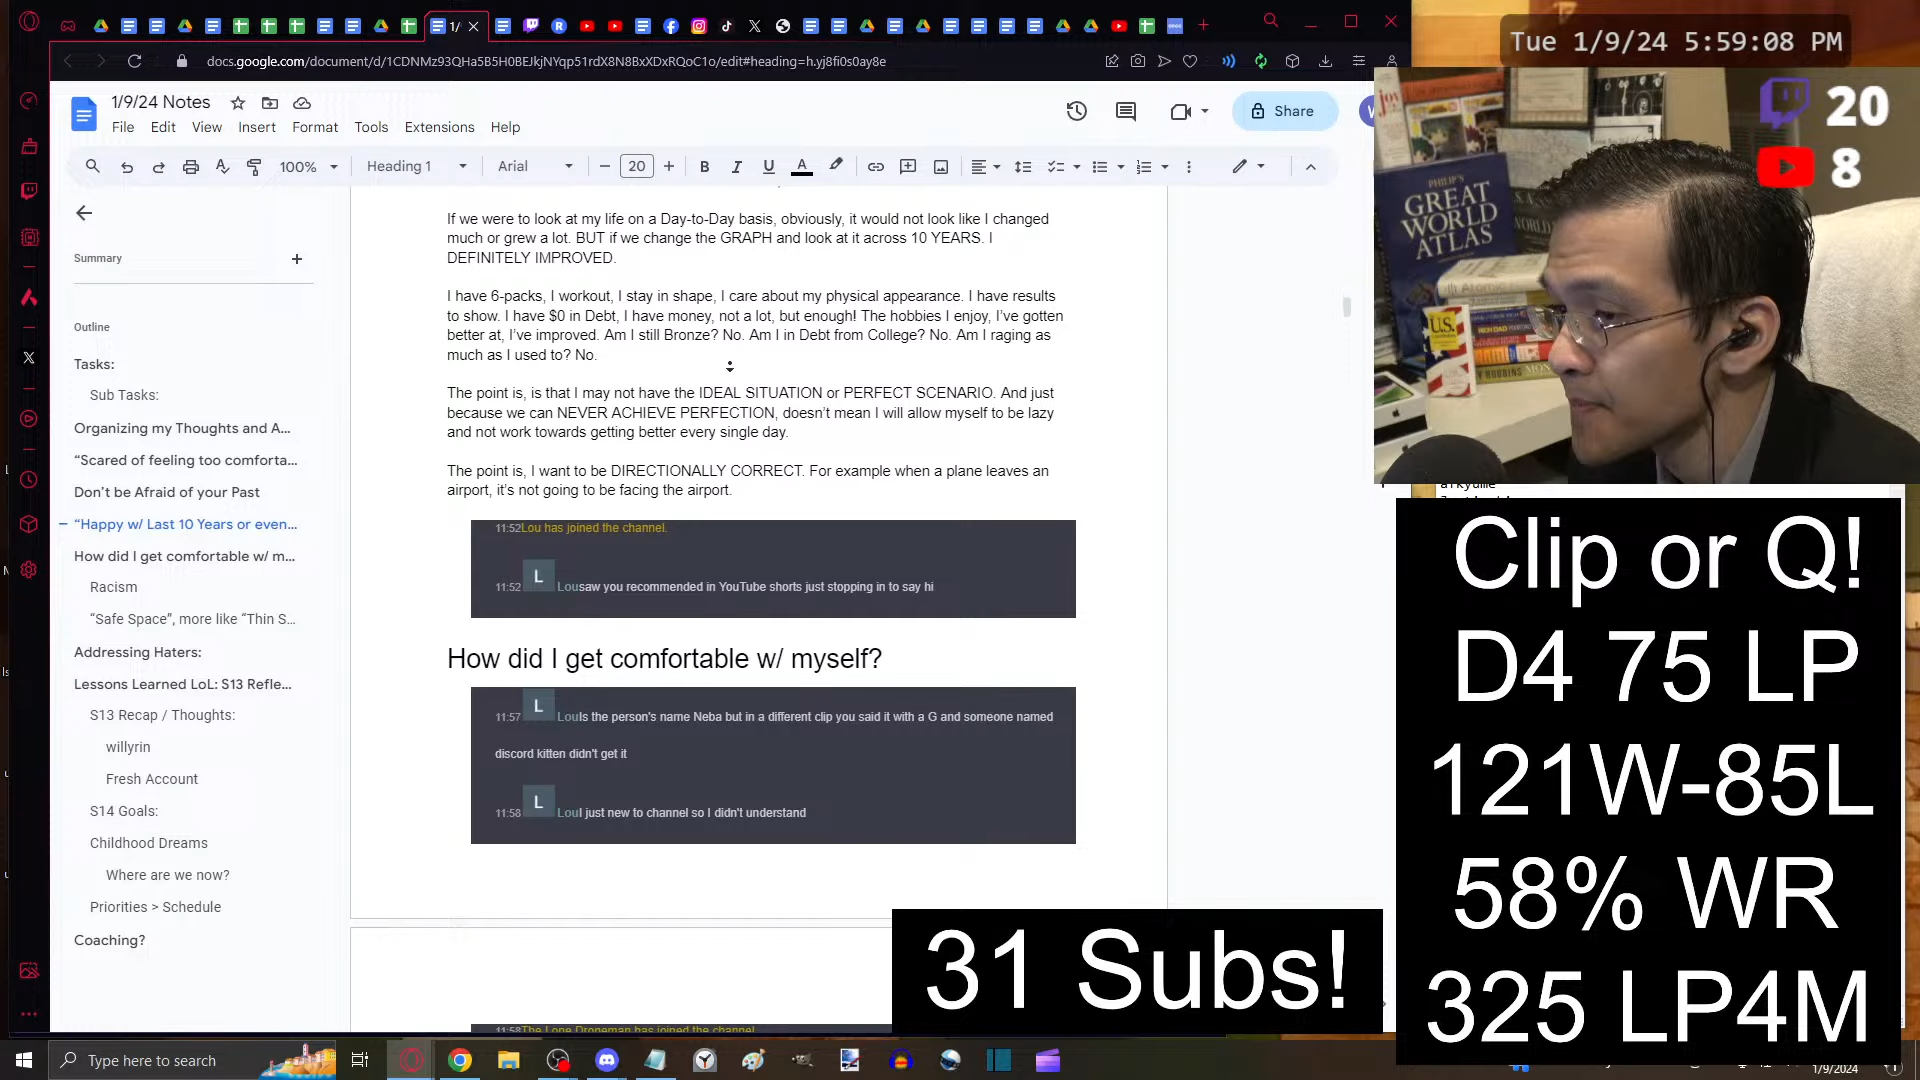 1/
Tue 1/9/24 5:59:08 PM
docs.google.com/document/d/1CDNMz93QHa5B5H0BEJkjNYqp51rdX8N8BxXDxRQoC1o/edit#heading=h.yj8fi0s0ay8e
1/9/24 Notes
File Edit View Insert Format Tools Extensions Help
Share
100% Heading 1 Arial 20
20
8
Summary
Outline
Tasks:
Sub Tasks:
Organizing my Thoughts and A...
“Scared of feeling too comforta...
Don’t be Afraid of your Past
“Happy w/ Last 10 Years or even...
How did I get comfortable w/ m...
Racism
“Safe Space”, more like “Thin S...
Addressing Haters:
Lessons Learned LoL: S13 Refle...
S13 Recap / Thoughts:
willyrin
Fresh Account
S14 Goals:
Childhood Dreams
Where are we now?
Priorities > Schedule
Coaching?
If we were to look at my life on a Day-to-Day basis, obviously, it would not look like I changed
much or grew a lot. BUT if we change the GRAPH and look at it across 10 YEARS. I
DEFINITELY IMPROVED.
I have 6-packs, I workout, I stay in shape, I care about my physical appearance. I have results
to show. I have $0 in Debt, I have money, not a lot, but enough! The hobbies I enjoy, I’ve gotten
better at, I’ve improved. Am I still Bronze? No. Am I in Debt from College? No. Am I raging as
much as I used to? No.
The point is, is that I may not have the IDEAL SITUATION or PERFECT SCENARIO. And just
because we can NEVER ACHIEVE PERFECTION, doesn’t mean I will allow myself to be lazy
and not work towards getting better every single day.
The point is, I want to be DIRECTIONALLY CORRECT. For example when a plane leaves an
airport, it’s not going to be facing the airport.
11:52 Lou has joined the channel.
11:52 L Lou saw you recommended in YouTube shorts just stopping in to say hi
How did I get comfortable w/ myself?
11:57 L Lou Is the person's name Neba but in a different clip you said it with a G and someone named
discord kitten didn't get it
11:58 L Lou I just new to channel so I didn't understand
11:58 The Lone Droneman has joined the channel.
PHILIP'S
GREAT
WORLD
ATLAS
U.S.
Clip or Q!
D4 75 LP
121W-85L
58% WR
325 LP4M
31 Subs!
Type here to search
1/9/2024